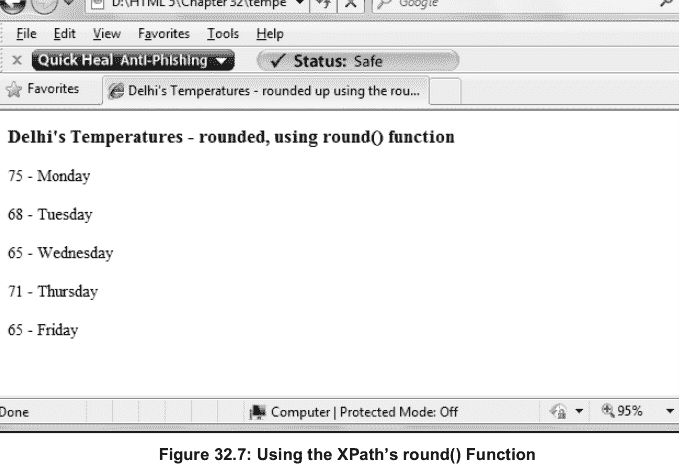 D:\HTML 5\Chapter 32\tempe
Google
File Edit View Favorites Tools Help
Quick Heal Anti-Phishing Status: Safe
Favorites Delhi's Temperatures - rounded up using the rou...
Delhi's Temperatures - rounded, using round() function
75 - Monday
68 - Tuesday
65 - Wednesday
71 - Thursday
65 - Friday
Done Computer | Protected Mode: Off 95%
Figure 32.7: Using the XPath's round() Function